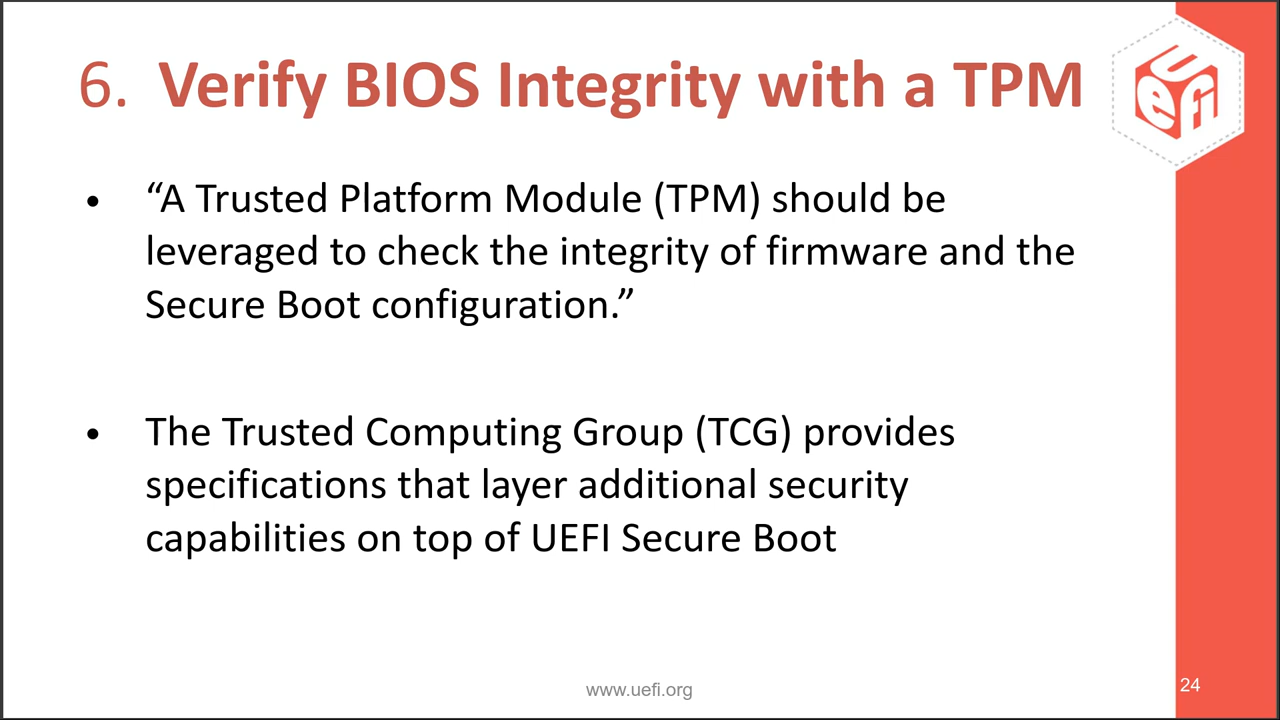 6. Verify BIOS Integrity with a TPM
uefi
• “A Trusted Platform Module (TPM) should be
leveraged to check the integrity of firmware and the
Secure Boot configuration.”
• The Trusted Computing Group (TCG) provides
specifications that layer additional security
capabilities on top of UEFI Secure Boot
www.uefi.org
24